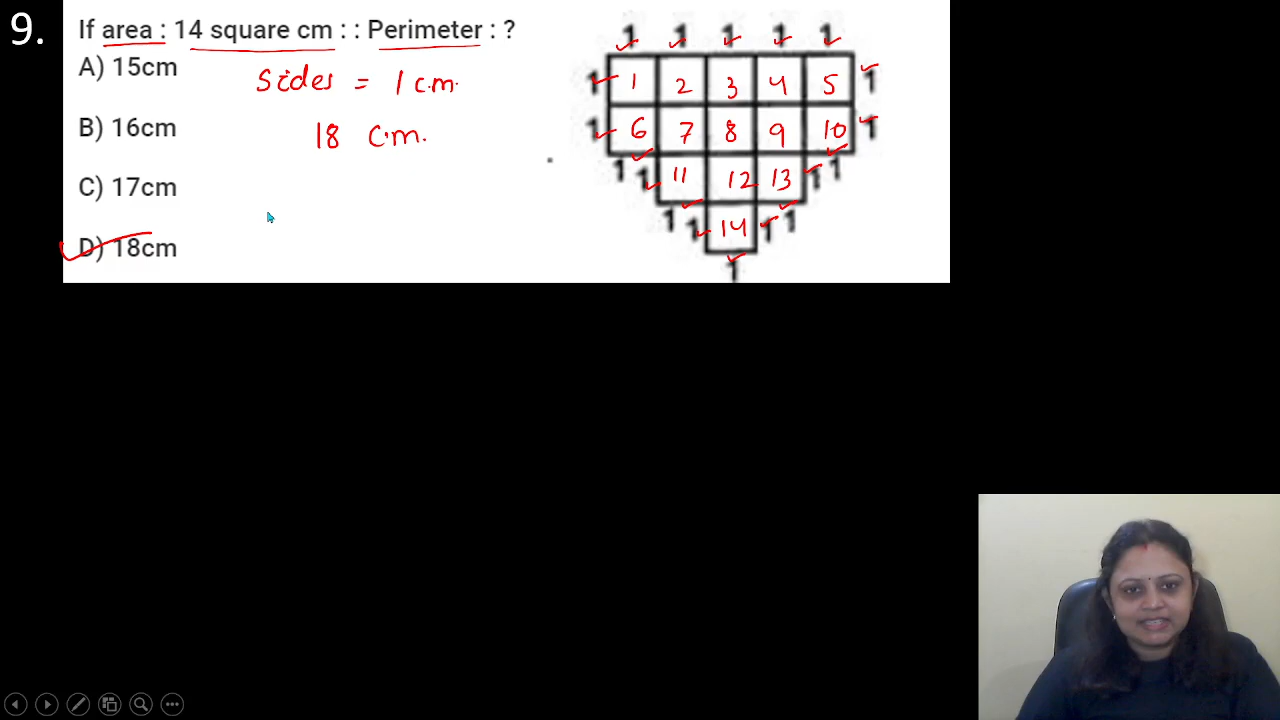 9.
If area : 14 square cm : : Perimeter : ?
A) 15cm
B) 16cm
C) 17cm
D) 18cm
Sides = 1 cm.
18 cm.
1 1 1 1 1
1 1 2 3 4 5 1
1 6 7 8 9 10 1
1 1 11 12 13 1 1
1 1 14 1 1
1